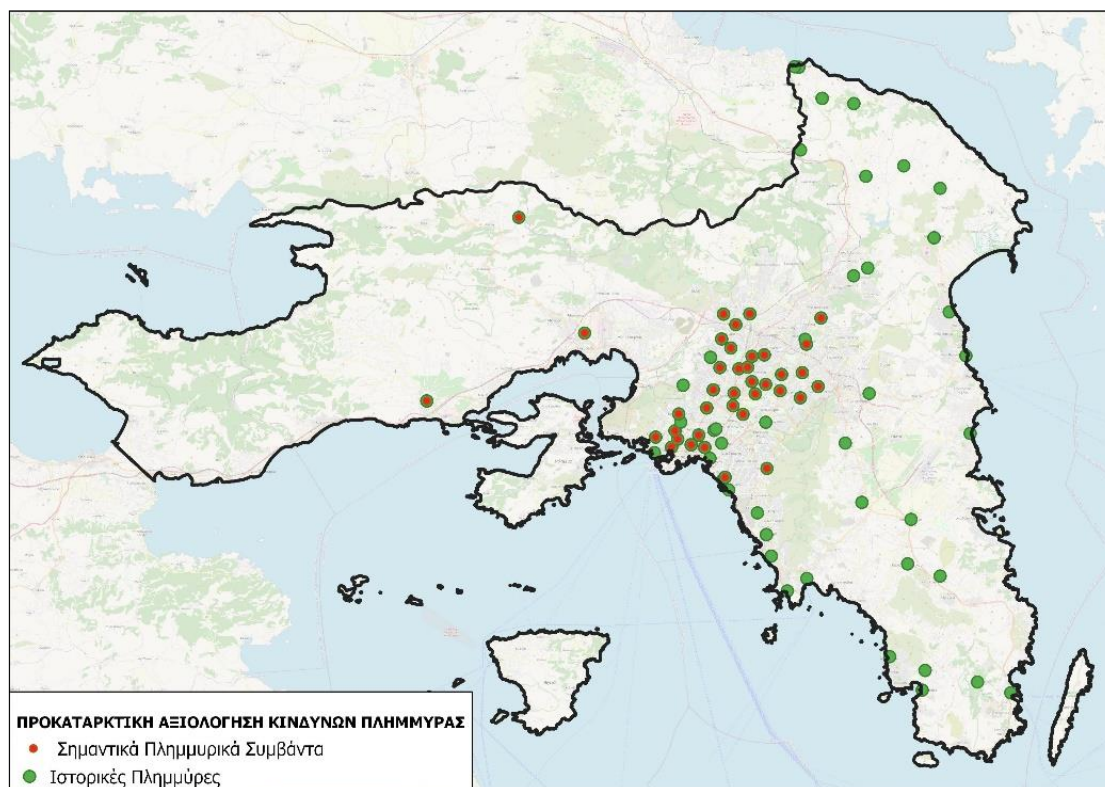 ΠΡΟΚΑΤΑΡΚΤΙΚΗ ΑΞΙΟΛΟΓΗΣΗ ΚΙΝΔΥΝΩΝ ΠΛΗΜΜΥΡΑΣ
Σημαντικά Πλημμυρικά Συμβάντα
Ιστορικές Πλημμύρες